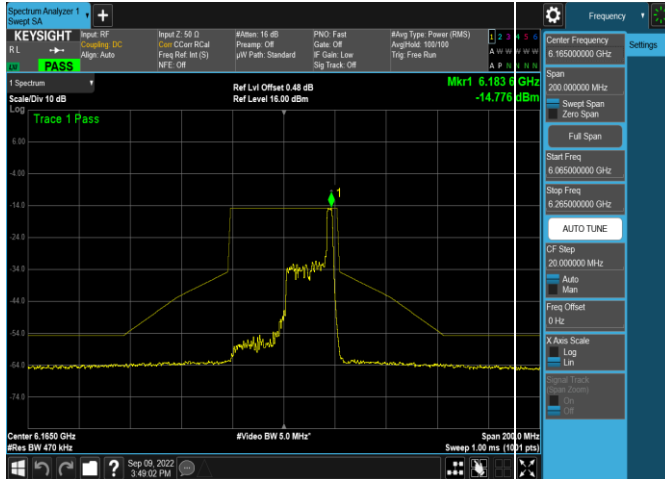 Spectrum Analyzer 1
Swept SA
Frequency
KEYSIGHT
RL
PASS
Input: RF
Coupling: DC
Align: Auto
Input Z: 50 Ω
Corr CCorr RCal
Freq Ref: Int (S)
NFE: Off
#Atten: 16 dB
Preamp: Off
µW Path: Standard
PNO: Fast
Gate: Off
IF Gain: Low
Sig Track: Off
#Avg Type: Power (RMS)
Avg|Hold: 100/100
Trig: Free Run
1 2 3 4 5 6
A W W W W W
A P N N N N
1 Spectrum
Scale/Div 10 dB
Ref Lvl Offset 0.48 dB
Ref Level 16.00 dBm
Mkr1 6.183 6 GHz
-14.776 dBm
Log
Trace 1 Pass
1
6.00
-4.00
-14.0
-24.0
-34.0
-44.0
-54.0
-64.0
-74.0
Center 6.1650 GHz
#Res BW 470 kHz
#Video BW 5.0 MHz*
Span 200.0 MHz
Sweep 1.00 ms (1001 pts)
Sep 09, 2022
3:49:02 PM
Center Frequency
6.165000000 GHz
Settings
Span
200.000000 MHz
Swept Span
Zero Span
Full Span
Start Freq
6.065000000 GHz
Stop Freq
6.265000000 GHz
AUTO TUNE
CF Step
20.000000 MHz
Auto
Man
Freq Offset
0 Hz
X Axis Scale
Log
Lin
Signal Track
(Span Zoom)
On
Off